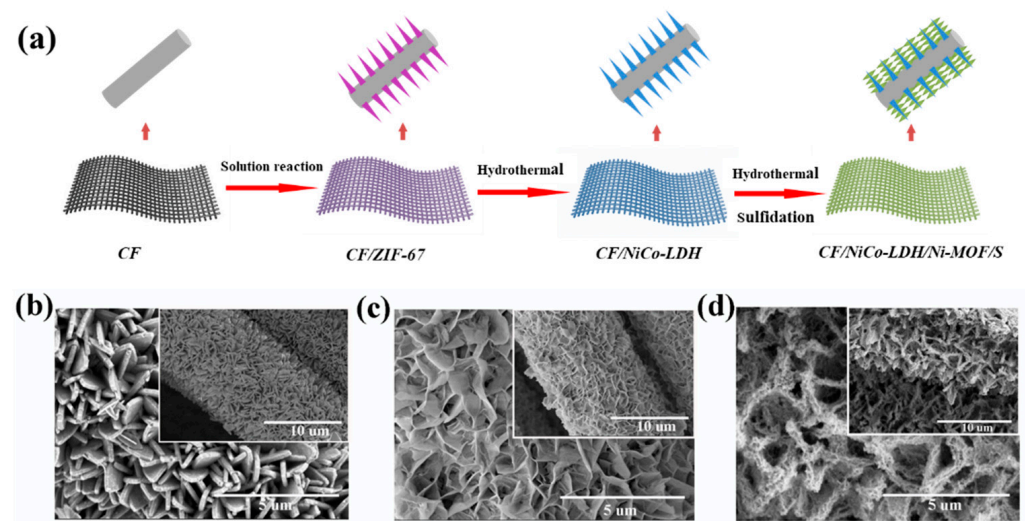 (a)
Solution reaction
Hydrothermal
Hydrothermal
Sulfidation
CF
CF/ZIF-67
CF/NiCo-LDH
CF/NiCo-LDH/Ni-MOF/S
(b)
10 um
5 um
(c)
10 um
5 um
(d)
10 um
5 um